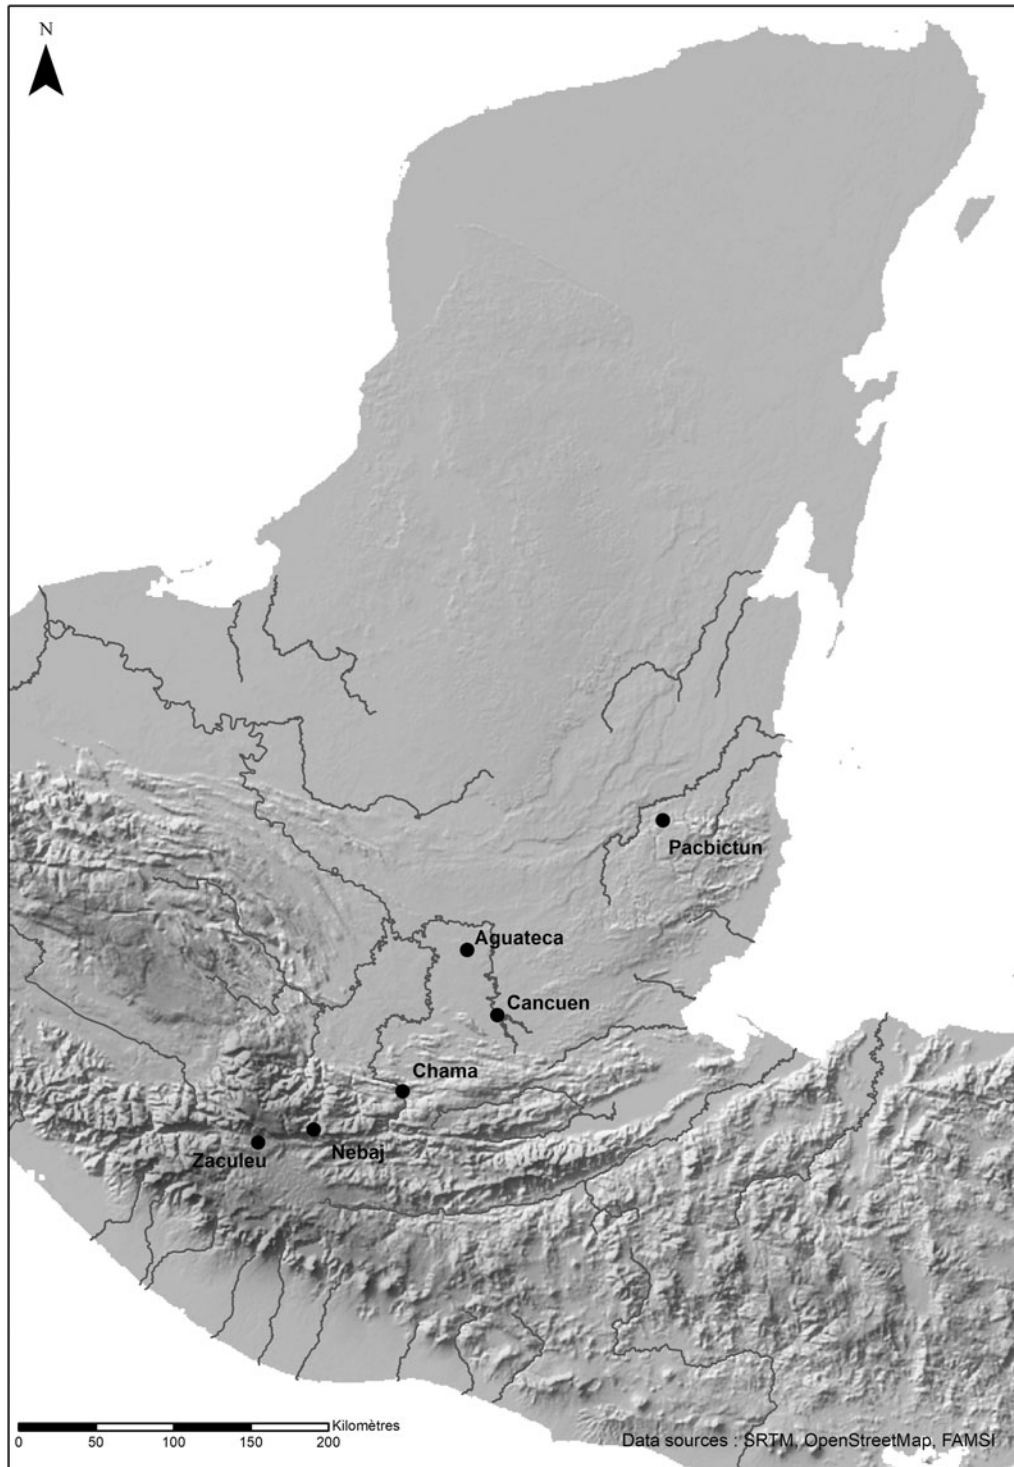 N
Pacbictun
Aguateca
Cancuen
Chama
Nebaj
Zaculeu
Kilomètres
0 50 100 150 200
Data sources : SRTM, OpenStreetMap, FAMSI